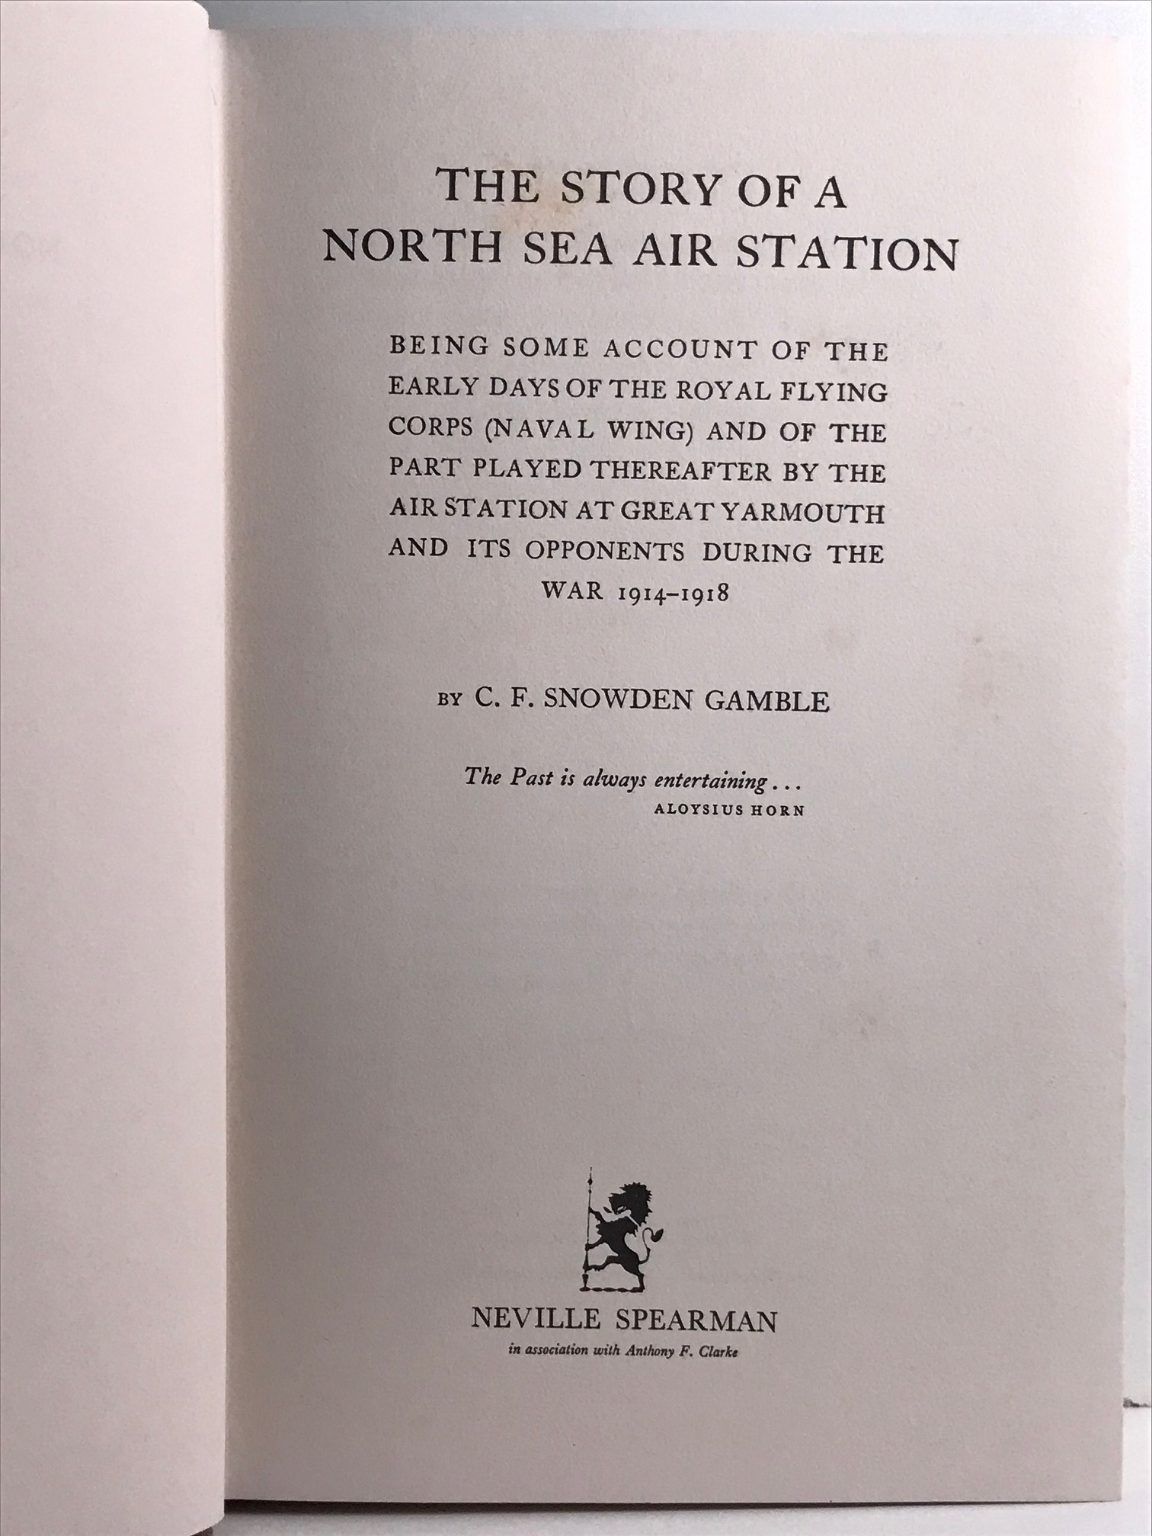 THE STORY OF A
NORTH SEA AIR STATION
BEING SOME ACCOUNT OF THE
EARLY DAYS OF THE ROYAL FLYING
CORPS (NAVAL WING) AND OF THE
PART PLAYED THEREAFTER BY THE
AIR STATION AT GREAT YARMOUTH
AND ITS OPPONENTS DURING THE
WAR 1914–1918
BY C. F. SNOWDEN GAMBLE
The Past is always entertaining...
ALOYSIUS HORN
NEVILLE SPEARMAN
in association with Anthony F. Clarke